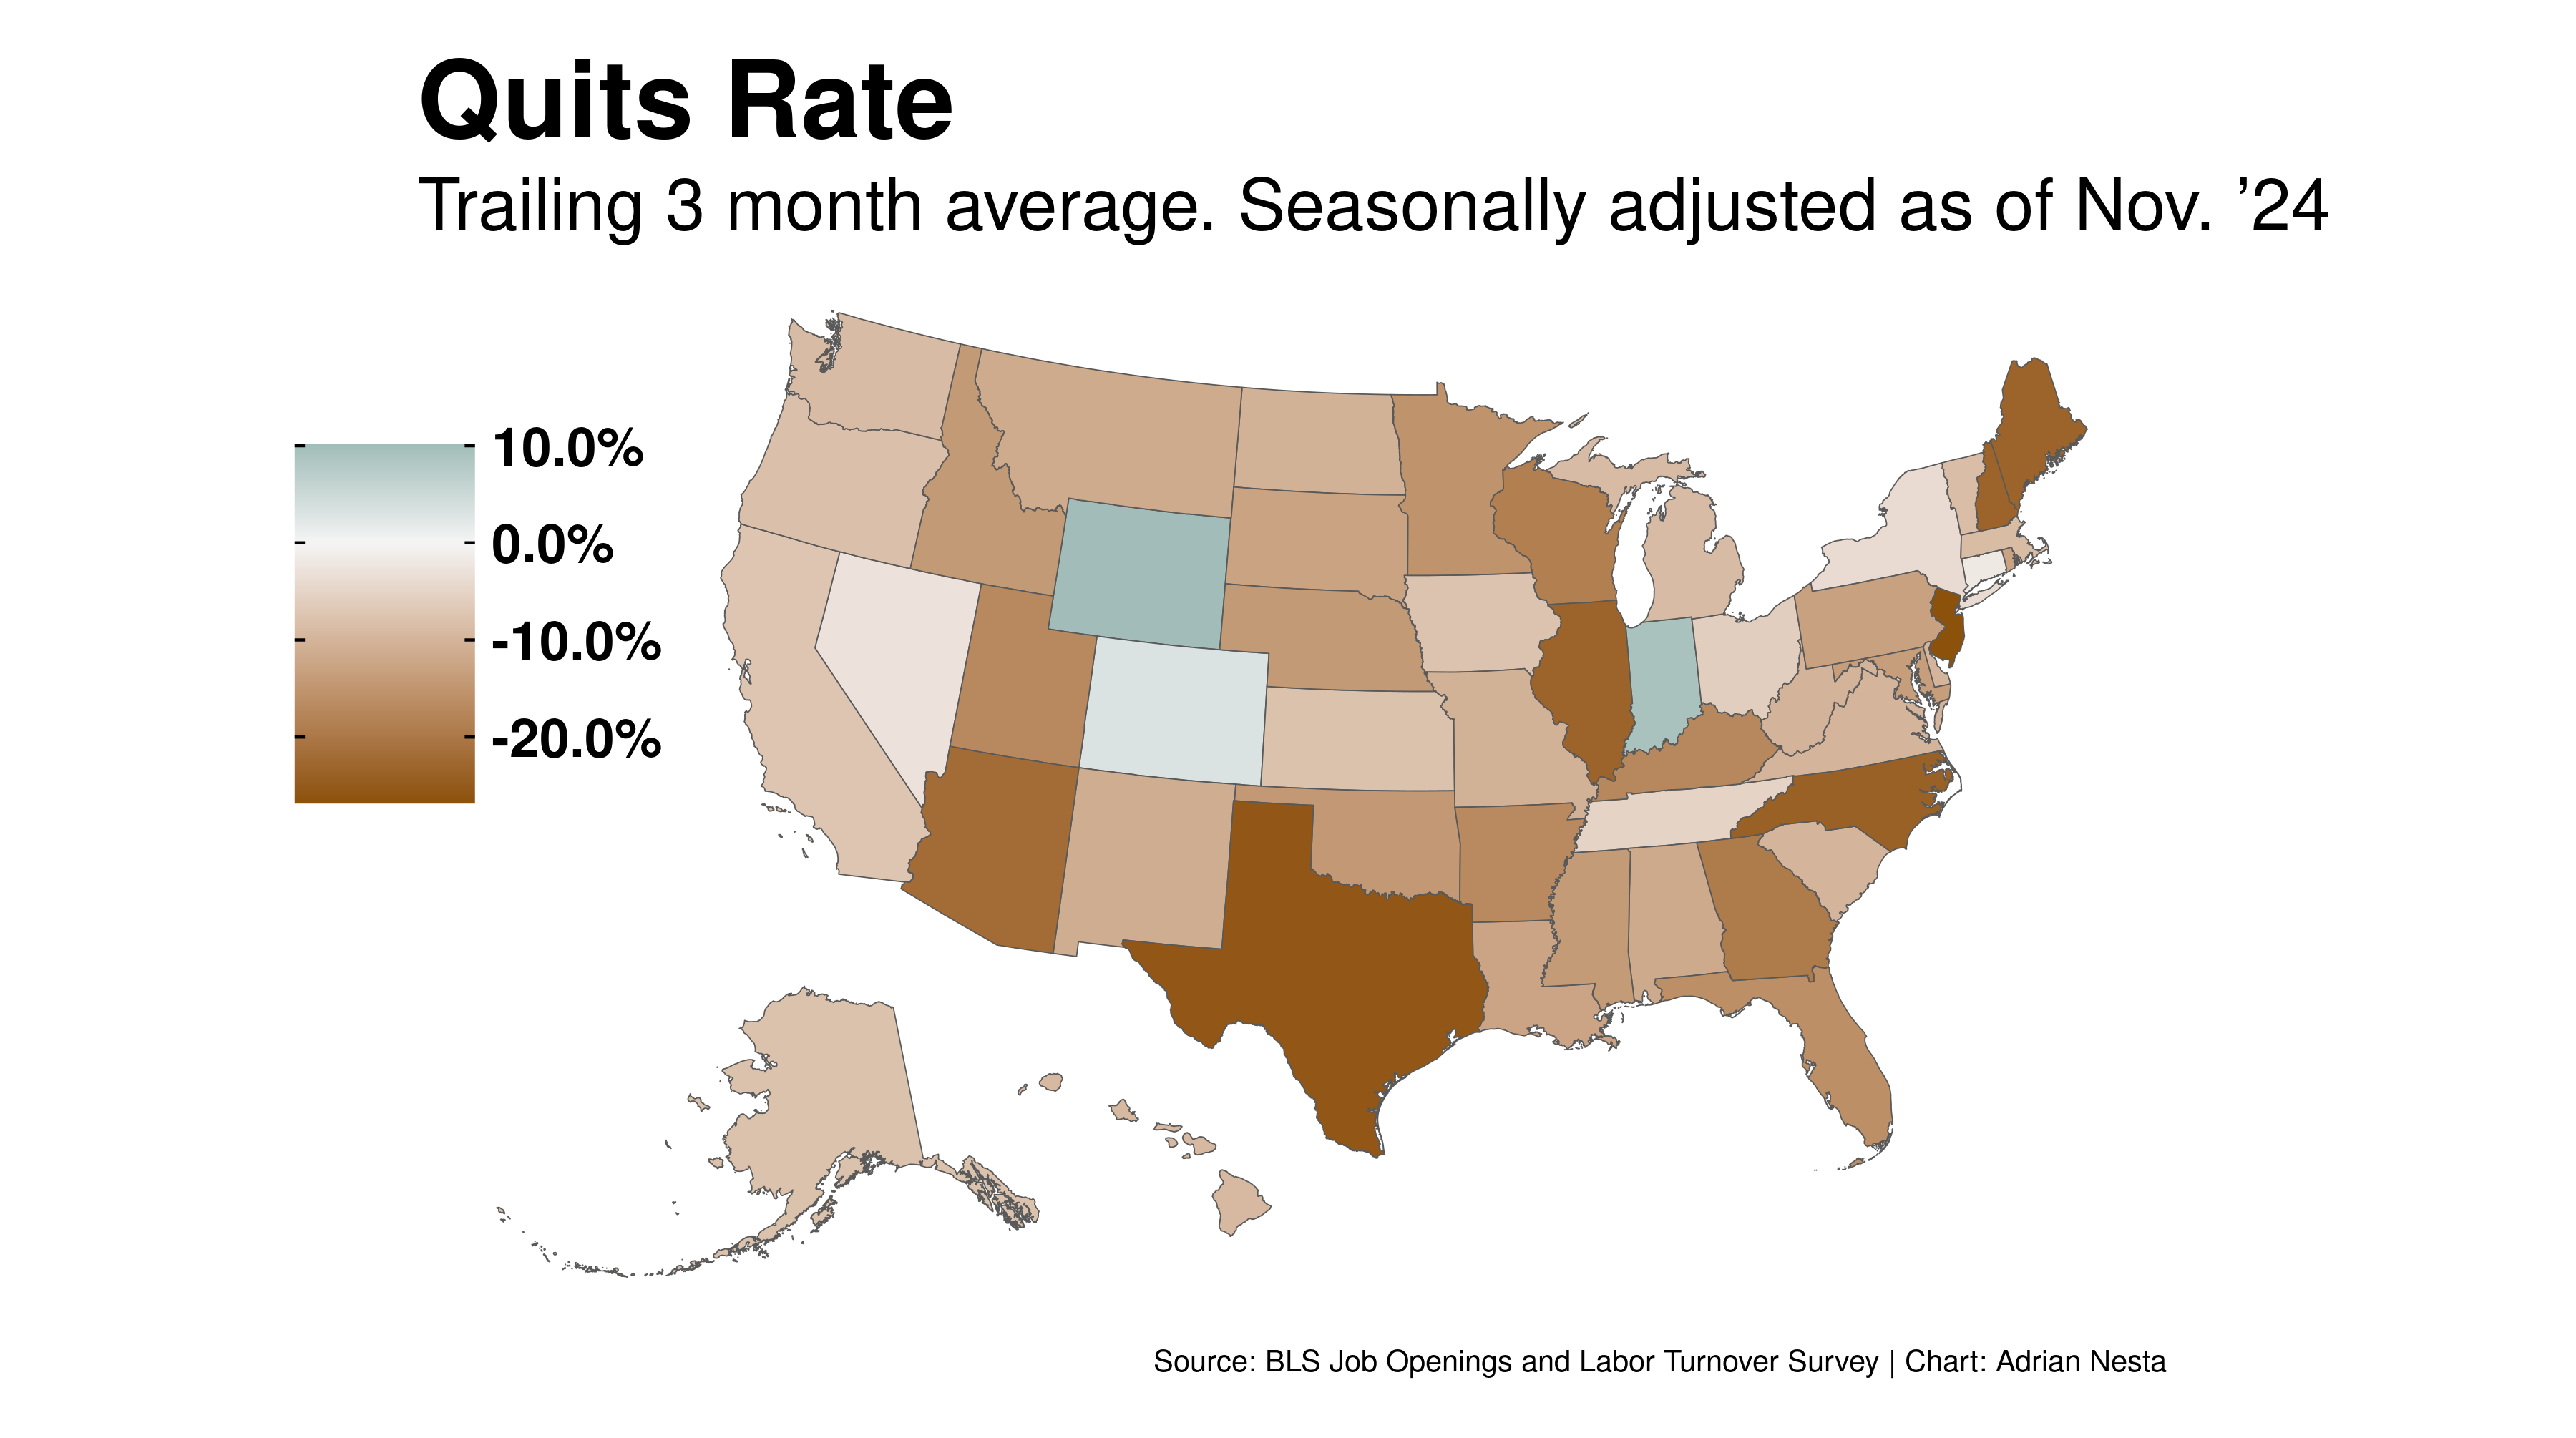 Quits Rate
Trailing 3 month average. Seasonally adjusted as of Nov. ’24
10.0%
0.0%
-10.0%
-20.0%
Source: BLS Job Openings and Labor Turnover Survey | Chart: Adrian Nesta